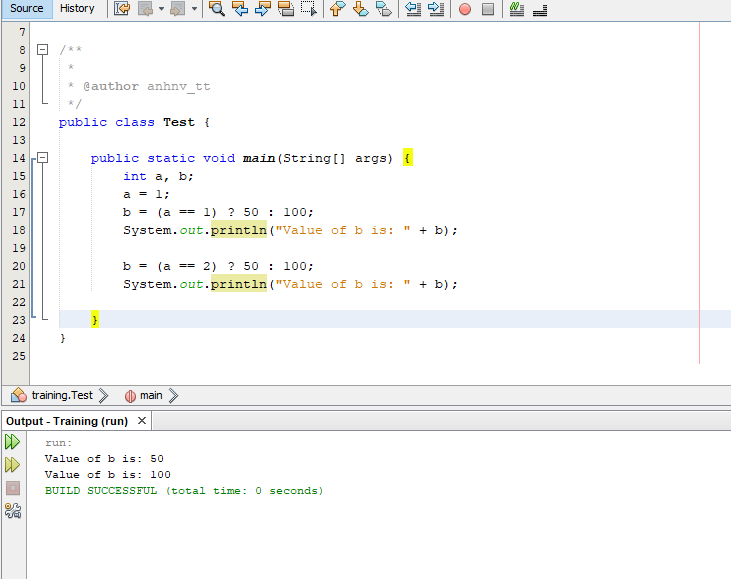 Source History
7
8 /**
9 *
10 * @author anhnv_tt
11 */
12 public class Test {
13
14 public static void main(String[] args) {
15 int a, b;
16 a = 1;
17 b = (a == 1) ? 50 : 100;
18 System.out.println("Value of b is: " + b);
19
20 b = (a == 2) ? 50 : 100;
21 System.out.println("Value of b is: " + b);
22
23 }
24 }
25
training.Test main
Output - Training (run) ×
run:
Value of b is: 50
Value of b is: 100
BUILD SUCCESSFUL (total time: 0 seconds)